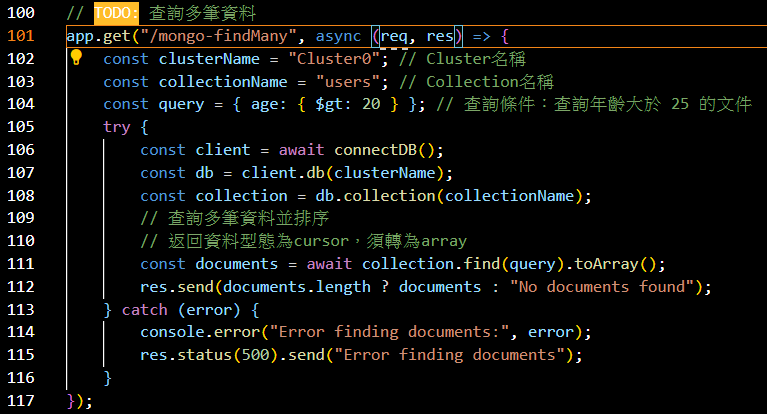 100 // TODO: 查詢多筆資料
101 app.get("/mongo-findMany", async (req, res) => {
102 const clusterName = "Cluster0"; // Cluster名稱
103 const collectionName = "users"; // Collection名稱
104 const query = { age: { $gt: 20 } }; // 查詢條件：查詢年齡大於 25 的文件
105 try {
106 const client = await connectDB();
107 const db = client.db(clusterName);
108 const collection = db.collection(collectionName);
109 // 查詢多筆資料並排序
110 // 返回資料型態為cursor，須轉為array
111 const documents = await collection.find(query).toArray();
112 res.send(documents.length ? documents : "No documents found");
113 } catch (error) {
114 console.error("Error finding documents:", error);
115 res.status(500).send("Error finding documents");
116 }
117 });